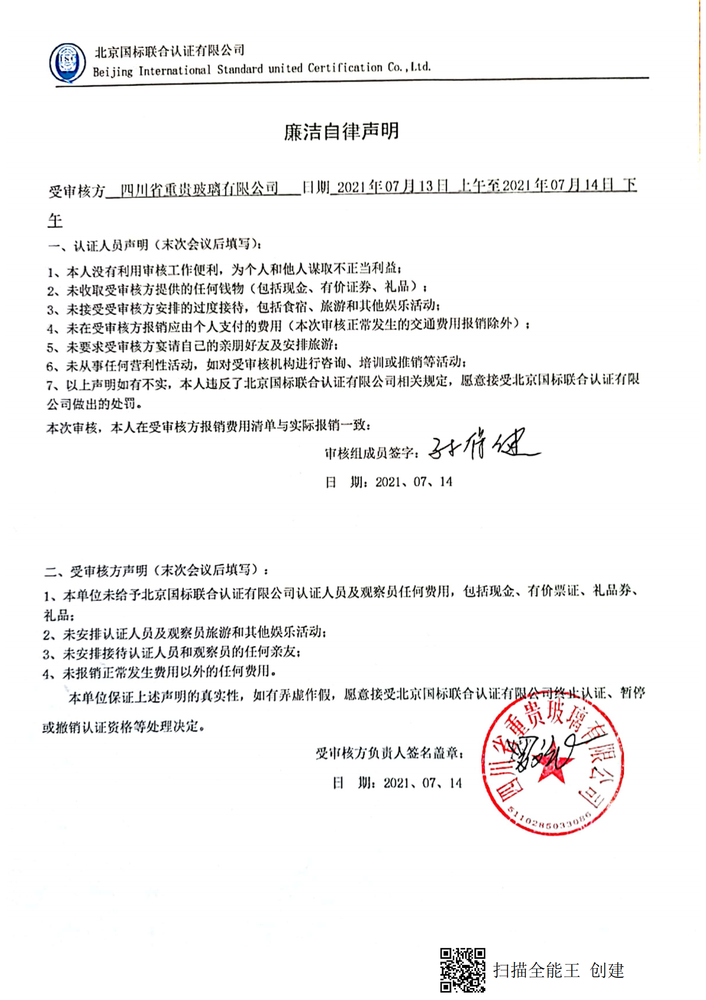 ISC
北京国标联合认证有限公司
Beijing International Standard united Certification Co.,Ltd.
廉洁自律声明
受审核方 四川省重贵玻璃有限公司 日期 2021年07月13日 上午至2021年07月14日 下
午
一、认证人员声明（末次会议后填写）：
1、本人没有利用审核工作便利，为个人和他人谋取不正当利益；
2、未收取受审核方提供的任何钱物（包括现金、有价证券、礼品）；
3、未接受受审核方安排的过度接待，包括食宿、旅游和其他娱乐活动；
4、未在受审核方报销应由个人支付的费用（本次审核正常发生的交通费用报销除外）；
5、未要求受审核方宴请自己的亲朋好友及安排旅游；
6、未从事任何营利性活动，如对受审核机构进行咨询、培训或推销等活动；
7、以上声明如有不实，本人违反了北京国标联合认证有限公司相关规定，愿意接受北京国标联合认证有限
公司做出的处罚。
本次审核，本人在受审核方报销费用清单与实际报销一致：
审核组成员签字：
日 期：2021、07、14
二、受审核方声明（末次会议后填写）：
1、本单位未给予北京国标联合认证有限公司认证人员及观察员任何费用，包括现金、有价票证、礼品券、
礼品；
2、未安排认证人员及观察员旅游和其他娱乐活动；
3、未安排接待认证人员和观察员的任何亲友；
4、未报销正常发生费用以外的任何费用。
本单位保证上述声明的真实性，如有弄虚作假，愿意接受北京国标联合认证有限公司终止认证、暂停
或撤销认证资格等处理决定。
受审核方负责人签名盖章：
日 期：2021、07、14
四川省重贵玻璃有限公司
5110285033086
扫描全能王 创建